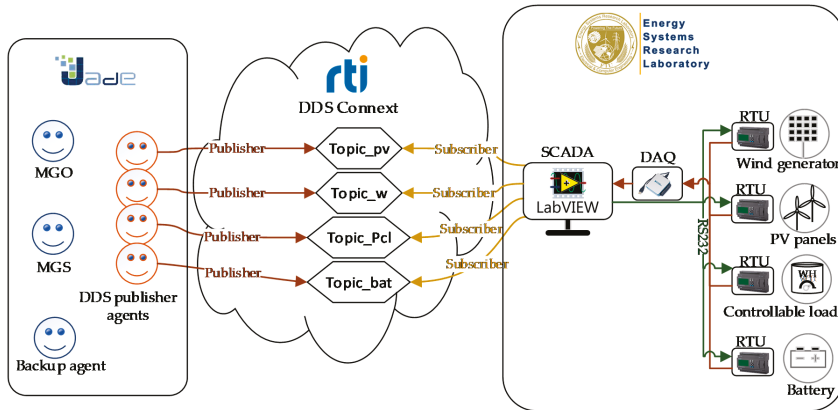 Jade
MGO
MGS
DDS publisher
agents
Backup agent
rti
DDS Connext
Publisher
Topic_pv
Subscriber
Publisher
Topic_w
Subscriber
Publisher
Topic_Pcl
Subscriber
Publisher
Topic_bat
Subscriber
Energy
Systems
Research
Laboratory
SCADA
LabVIEW
DAQ
RS232
RTU
Wind generator
RTU
PV panels
RTU
WH
Controllable load
RTU
Battery